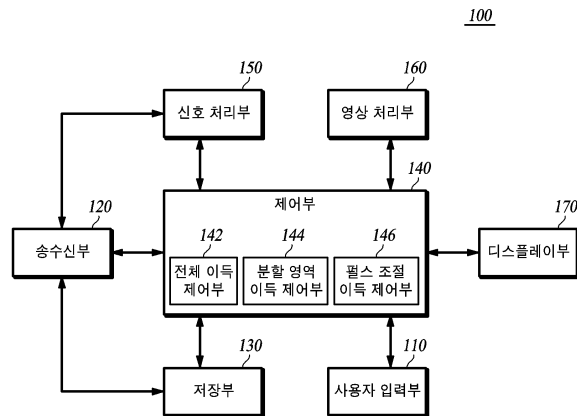 100
150
신호 처리부
160
영상 처리부
140
제어부
120
송수신부
142
전체 이득
제어부
144
분할 영역
이득 제어부
146
펄스 조절
이득 제어부
170
디스플레이부
130
저장부
110
사용자 입력부